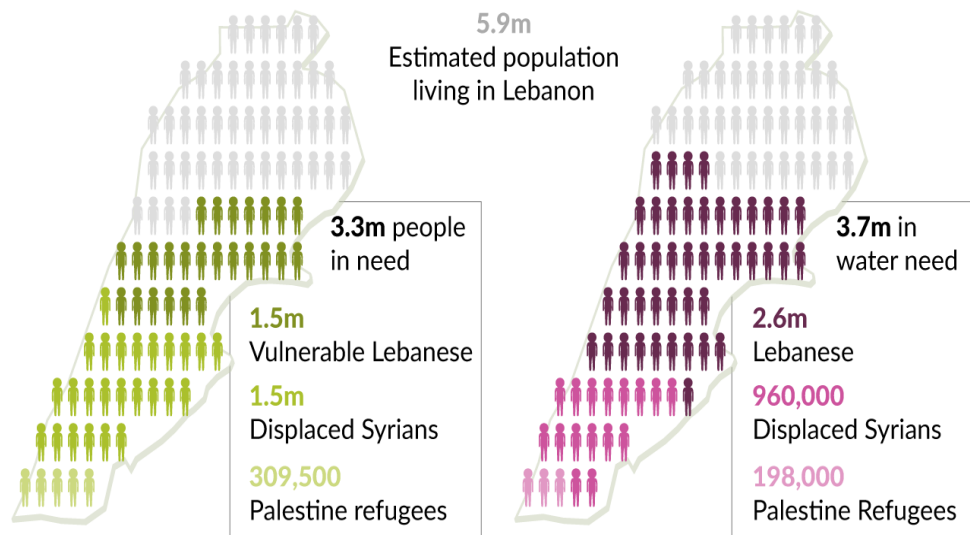 5.9m
Estimated population
living in Lebanon
3.3m people
in need
1.5m
Vulnerable Lebanese
1.5m
Displaced Syrians
309,500
Palestine refugees
3.7m in
water need
2.6m
Lebanese
960,000
Displaced Syrians
198,000
Palestine Refugees